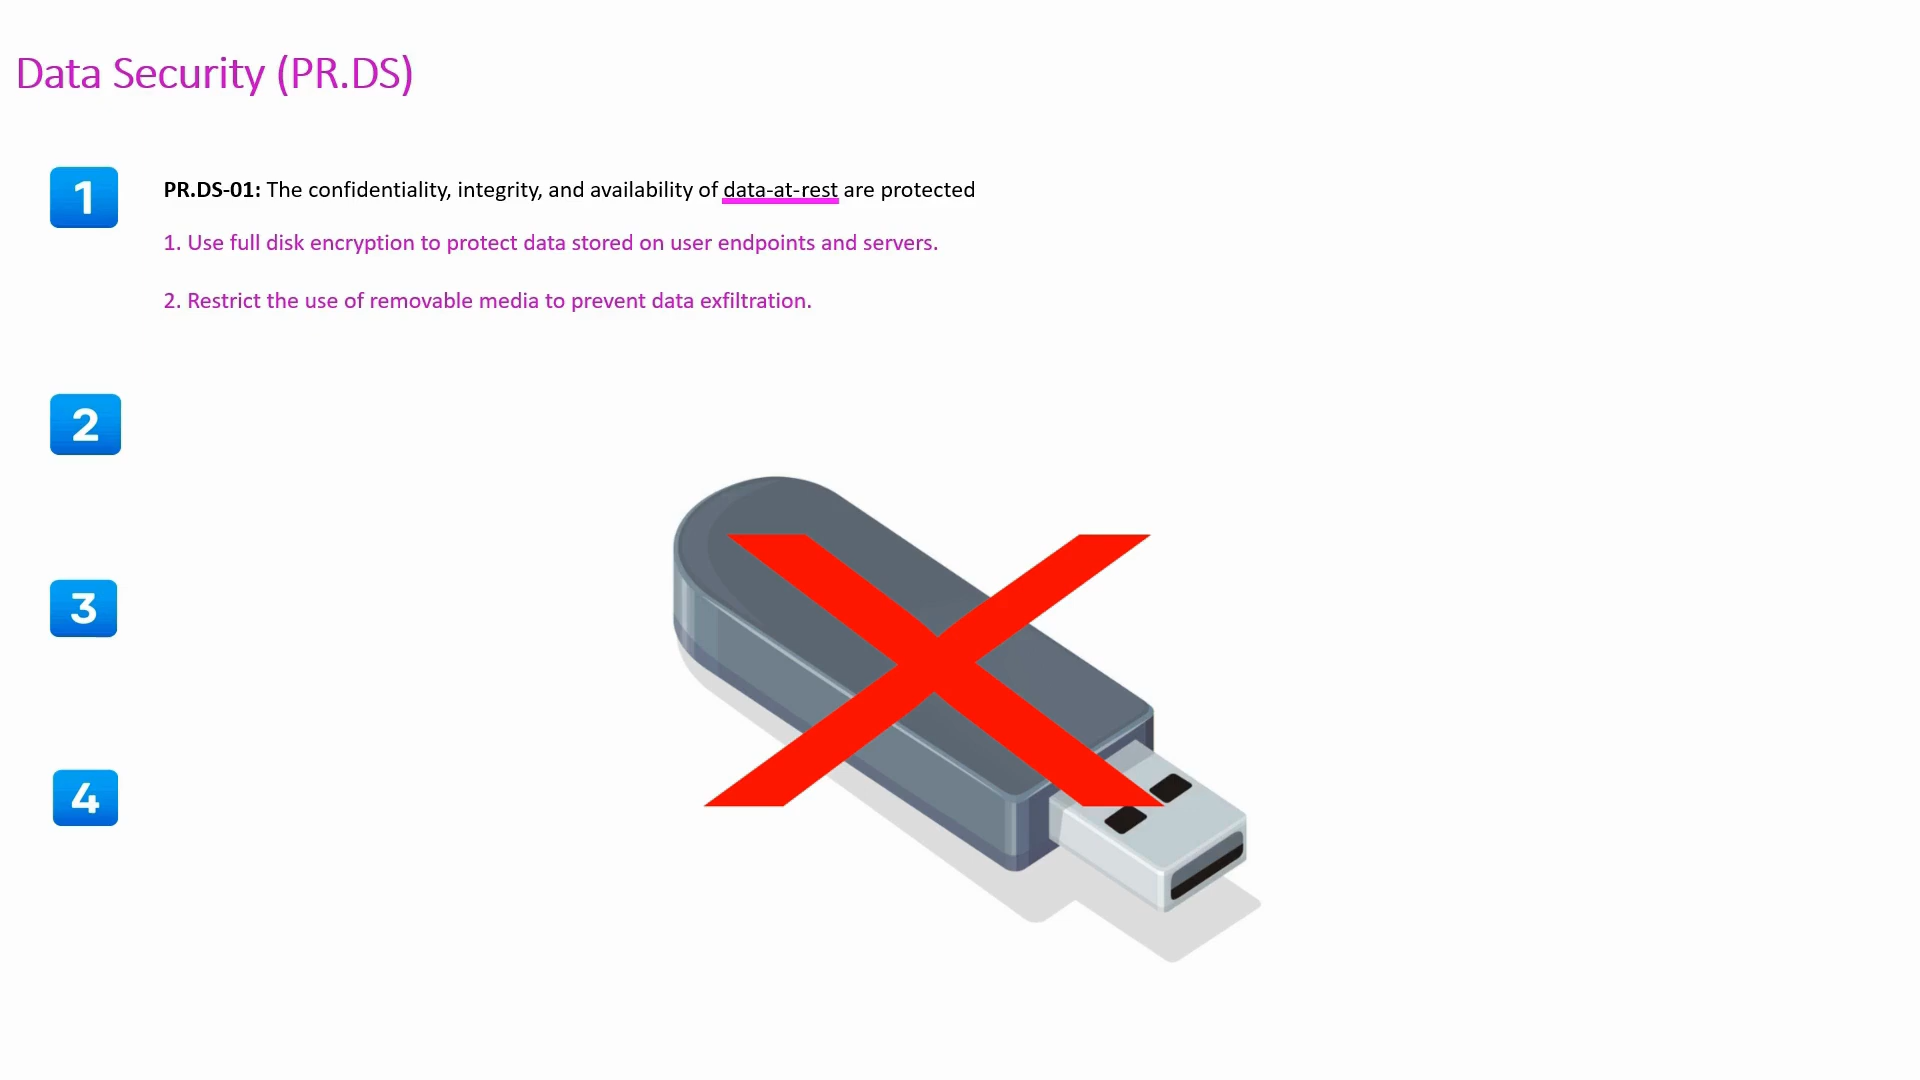 Data Security (PR.DS)
1
PR.DS-01: The confidentiality, integrity, and availability of data-at-rest are protected
1. Use full disk encryption to protect data stored on user endpoints and servers.
2. Restrict the use of removable media to prevent data exfiltration.
2
3
4